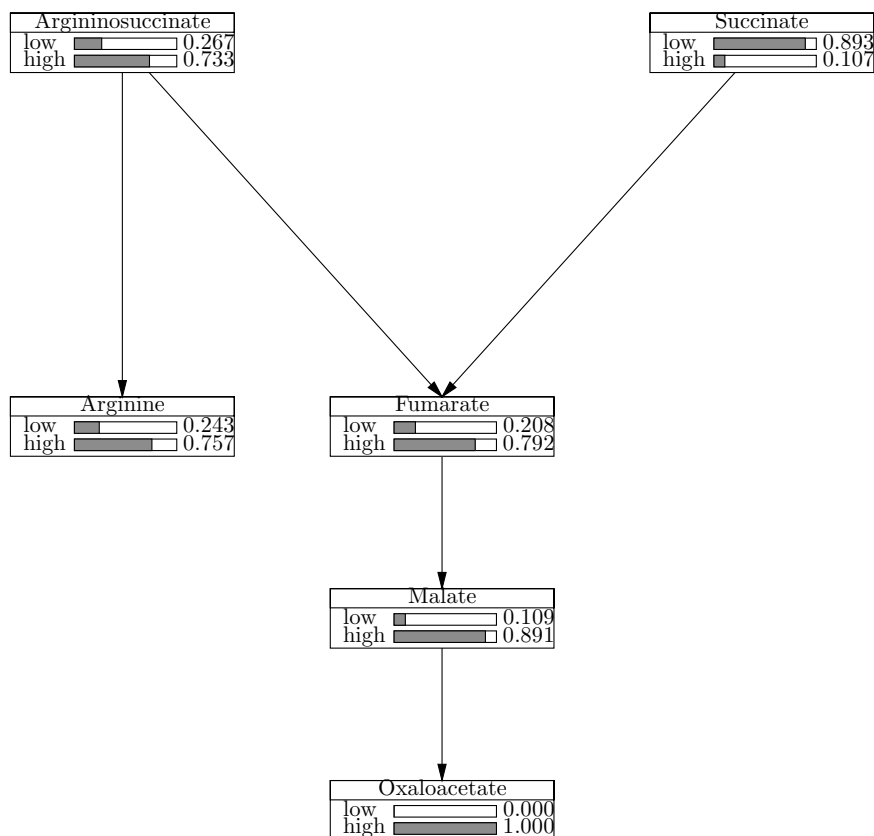 Argininosuccinate
low 0.267
high 0.733
Succinate
low 0.893
high 0.107
Arginine
low 0.243
high 0.757
Fumarate
low 0.208
high 0.792
Malate
low 0.109
high 0.891
Oxaloacetate
low 0.000
high 1.000